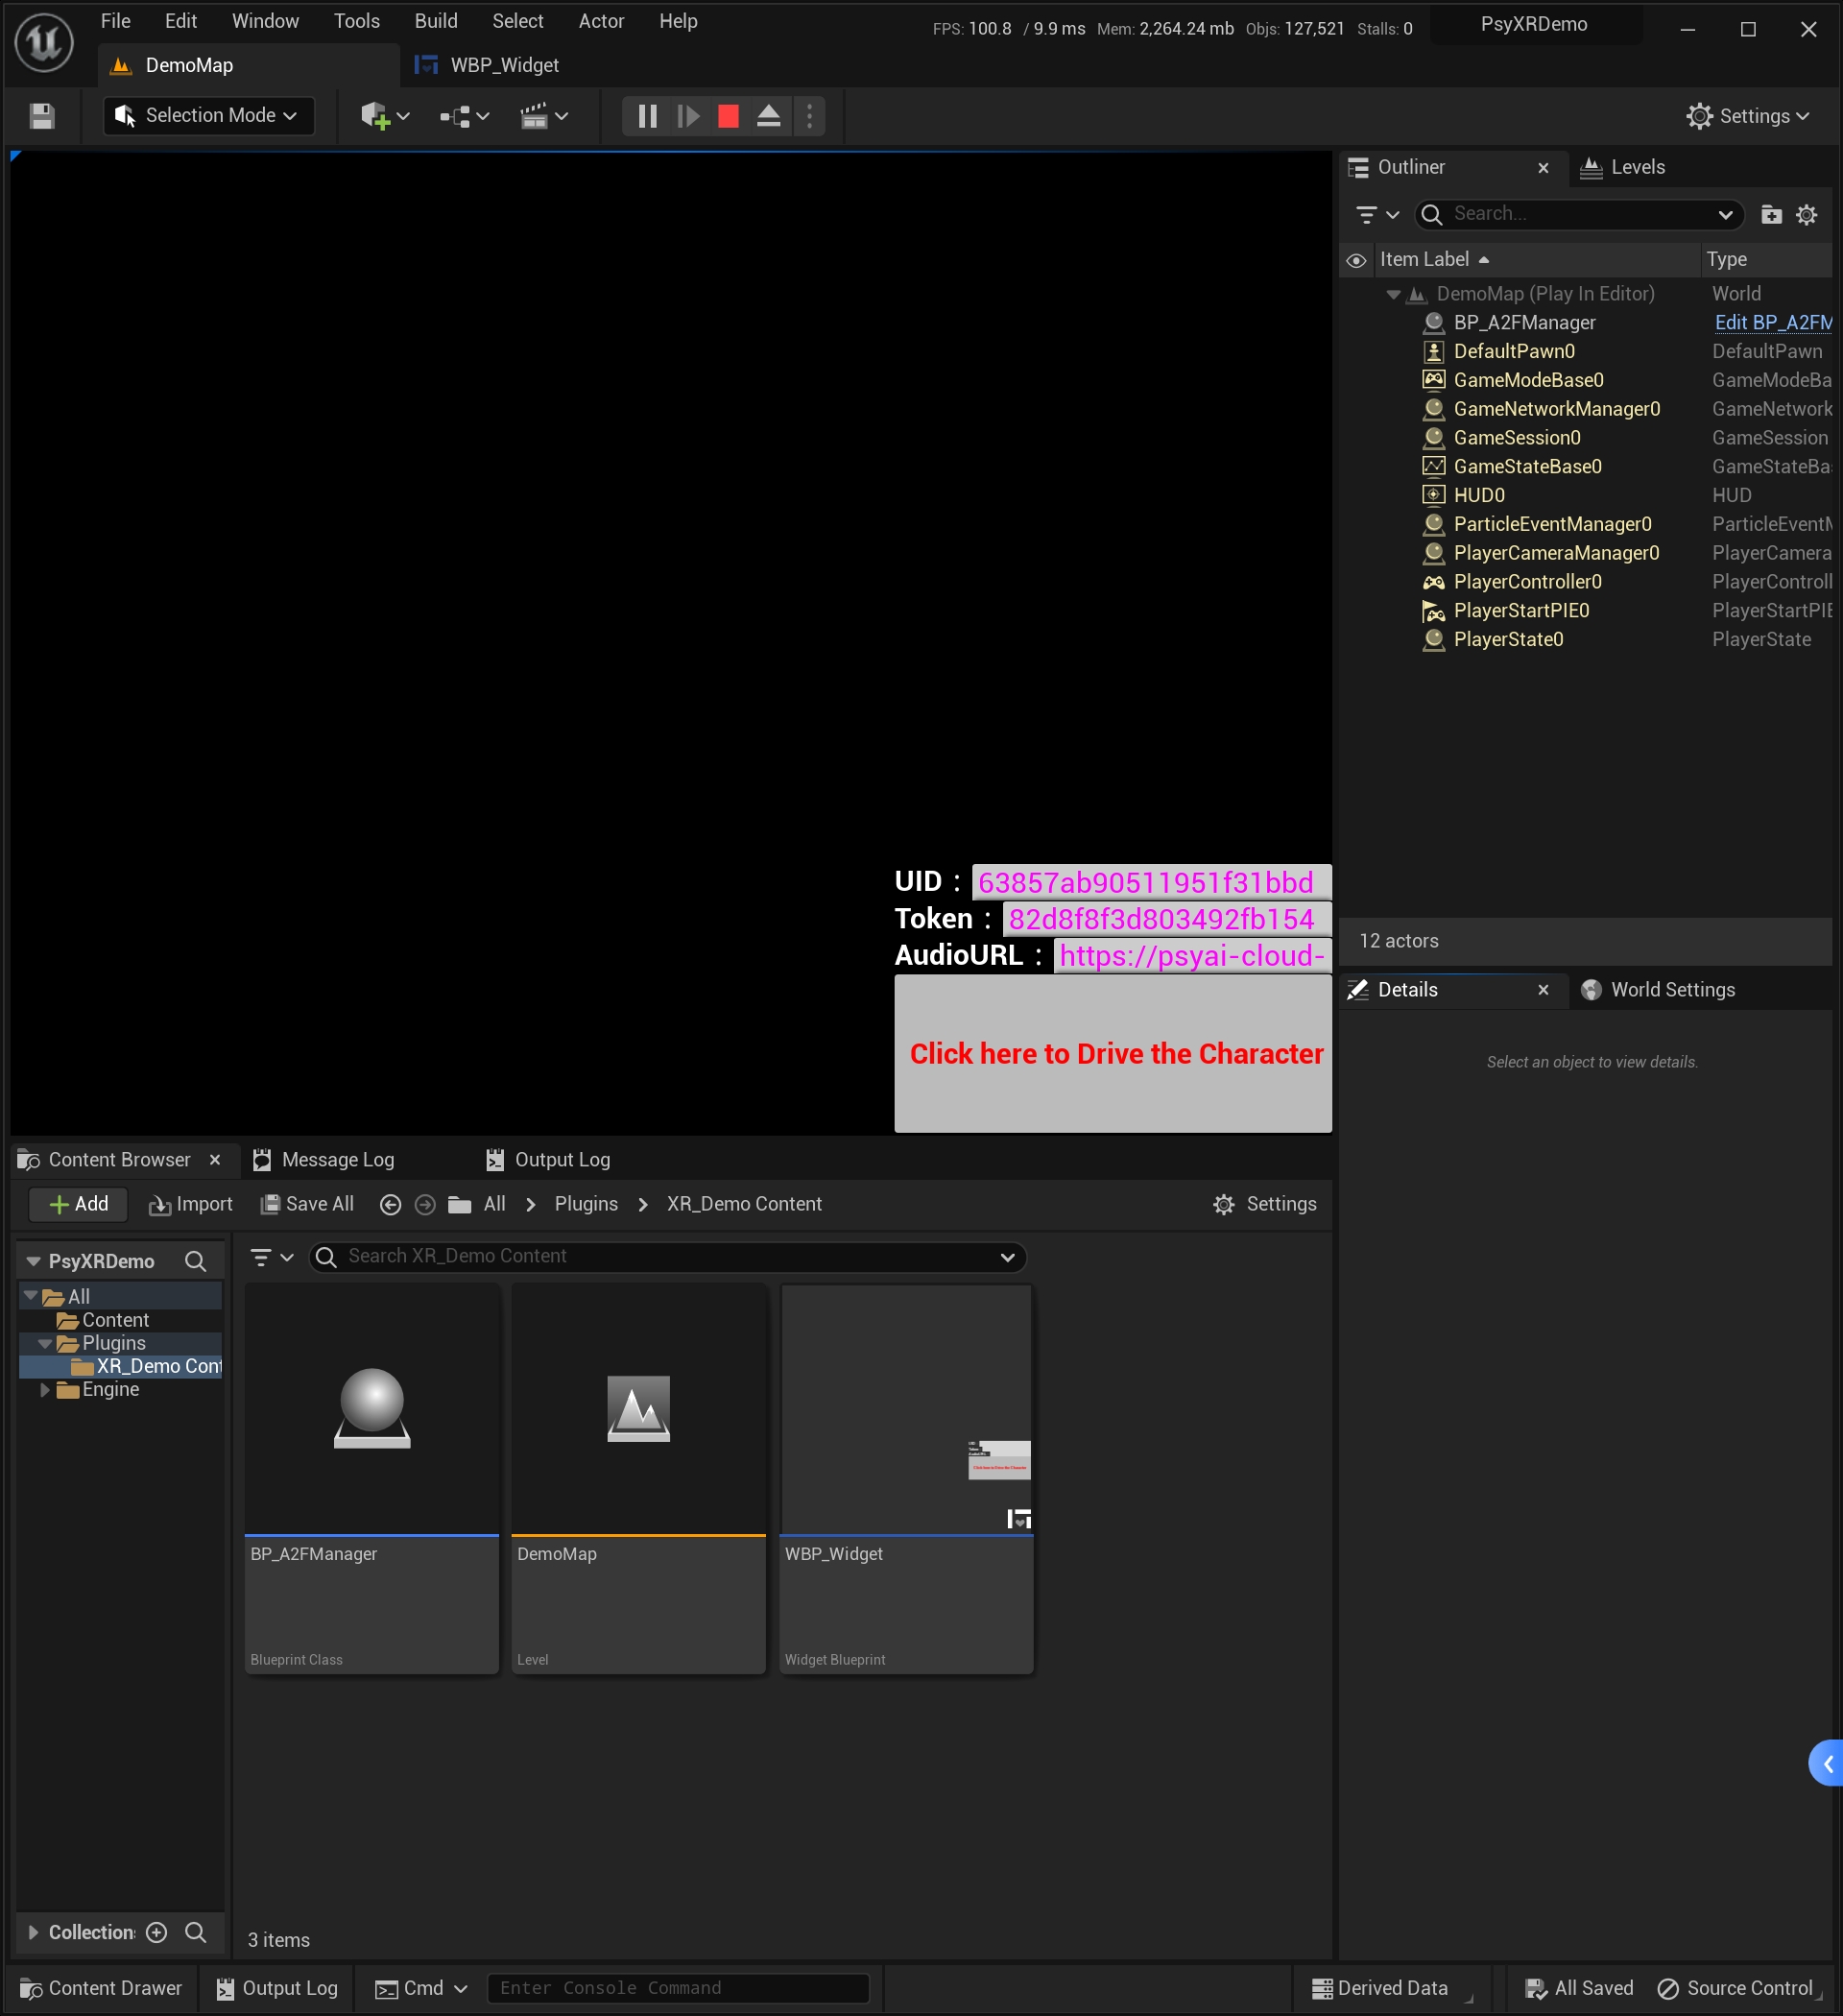 File Edit Window Tools Build Select Actor Help
FPS: 100.8 / 9.9 ms Mem: 2,264.24 mb Objs: 127,521 Stalls: 0
PsyXRDemo
DemoMap
WBP_Widget
Selection Mode
Settings
Outliner
Levels
Search...
Item Label
Type
DemoMap (Play In Editor) World
BP_A2FManager Edit BP_A2FM
DefaultPawn0 DefaultPawn
GameModeBase0 GameModeBa
GameNetworkManager0 GameNetwork
GameSession0 GameSession
GameStateBase0 GameStateBa
HUD0 HUD
ParticleEventManager0 ParticleEventM
PlayerCameraManager0 PlayerCamera
PlayerController0 PlayerControll
PlayerStartPIE0 PlayerStartPIE
PlayerState0 PlayerState
12 actors
Details
World Settings
Select an object to view details.
UID : 63857ab90511951f31bbd
Token : 82d8f8f3d803492fb154
AudioURL : https://psyai-cloud-
Click here to Drive the Character
Content Browser
Message Log
Output Log
Add
Import
Save All
All
Plugins
XR_Demo Content
Settings
PsyXRDemo
Search XR_Demo Content
All
Content
Plugins
XR_Demo Cont
Engine
BP_A2FManager
Blueprint Class
DemoMap
Level
WBP_Widget
Widget Blueprint
Collection
3 items
Content Drawer
Output Log
Cmd
Enter Console Command
Derived Data
All Saved
Source Control